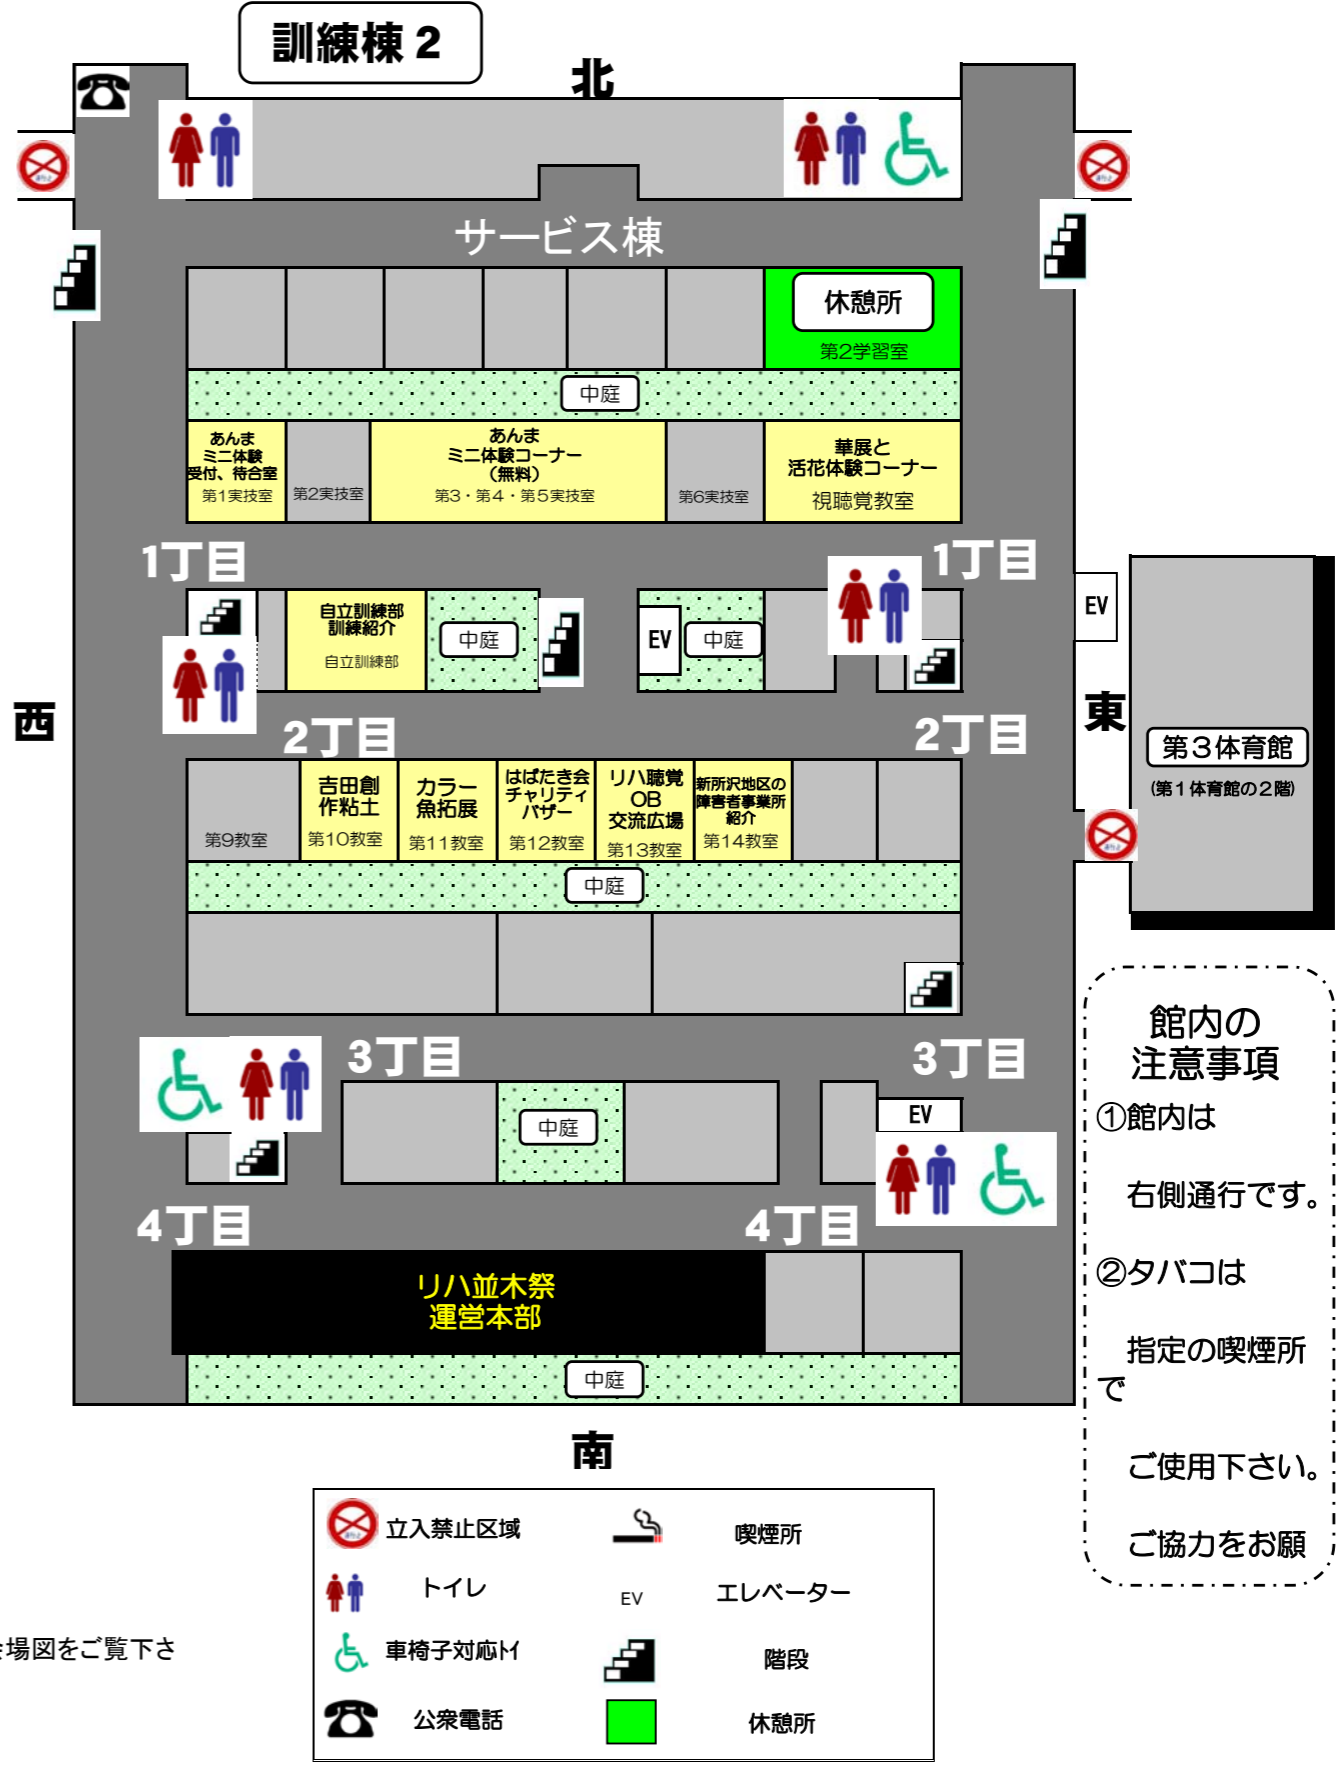 訓練棟２
北
サービス棟
休憩所
第2学習室
中庭
あんま
ミニ体験
受付、待合室
第1実技室
第2実技室
あんま
ミニ体験コーナー
（無料）
第3・第4・第5実技室
第6実技室
華展と
活花体験コーナー
視聴覚教室
1丁目
1丁目
自立訓練部
訓練紹介
自立訓練部
中庭
EV
中庭
EV
西
東
2丁目
2丁目
第３体育館
(第１体育館の２階)
第9教室
吉田創
作粘土
第10教室
カラー
魚拓展
第11教室
はばたき会
チャリティ
バザー
第12教室
リハ聴覚
OB
交流広場
第13教室
新所沢地区の
障害者事業所
紹介
第14教室
中庭
3丁目
3丁目
中庭
EV
4丁目
4丁目
リハ並木祭
運営本部
中庭
南
館内の
注意事項
①館内は
右側通行です。
②タバコは
指定の喫煙所
で
ご使用下さい。
ご協力をお願
立入禁止区域
喫煙所
トイレ
EV
エレベーター
車椅子対応ﾄｲ
階段
公衆電話
休憩所
場図をご覧下さ